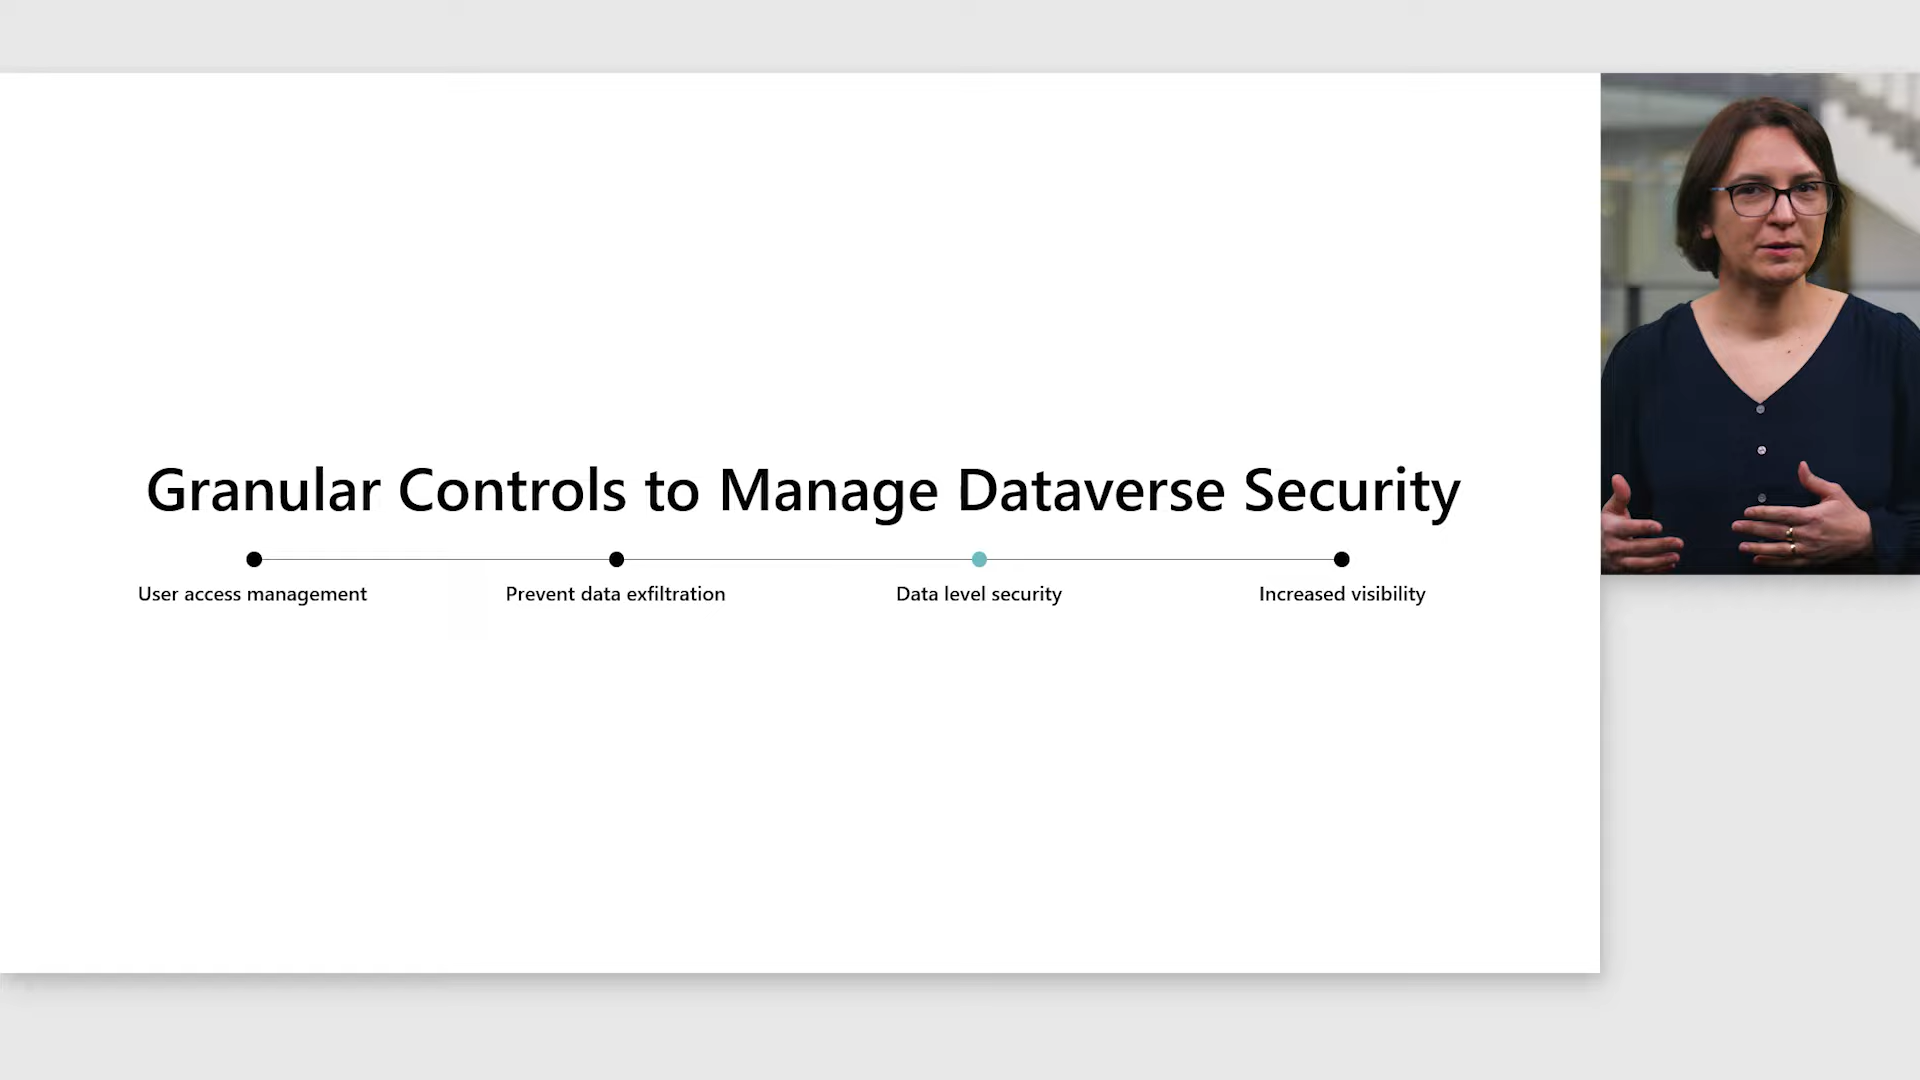 Granular Controls to Manage Dataverse Security
User access management
Prevent data exfiltration
Data level security
Increased visibility